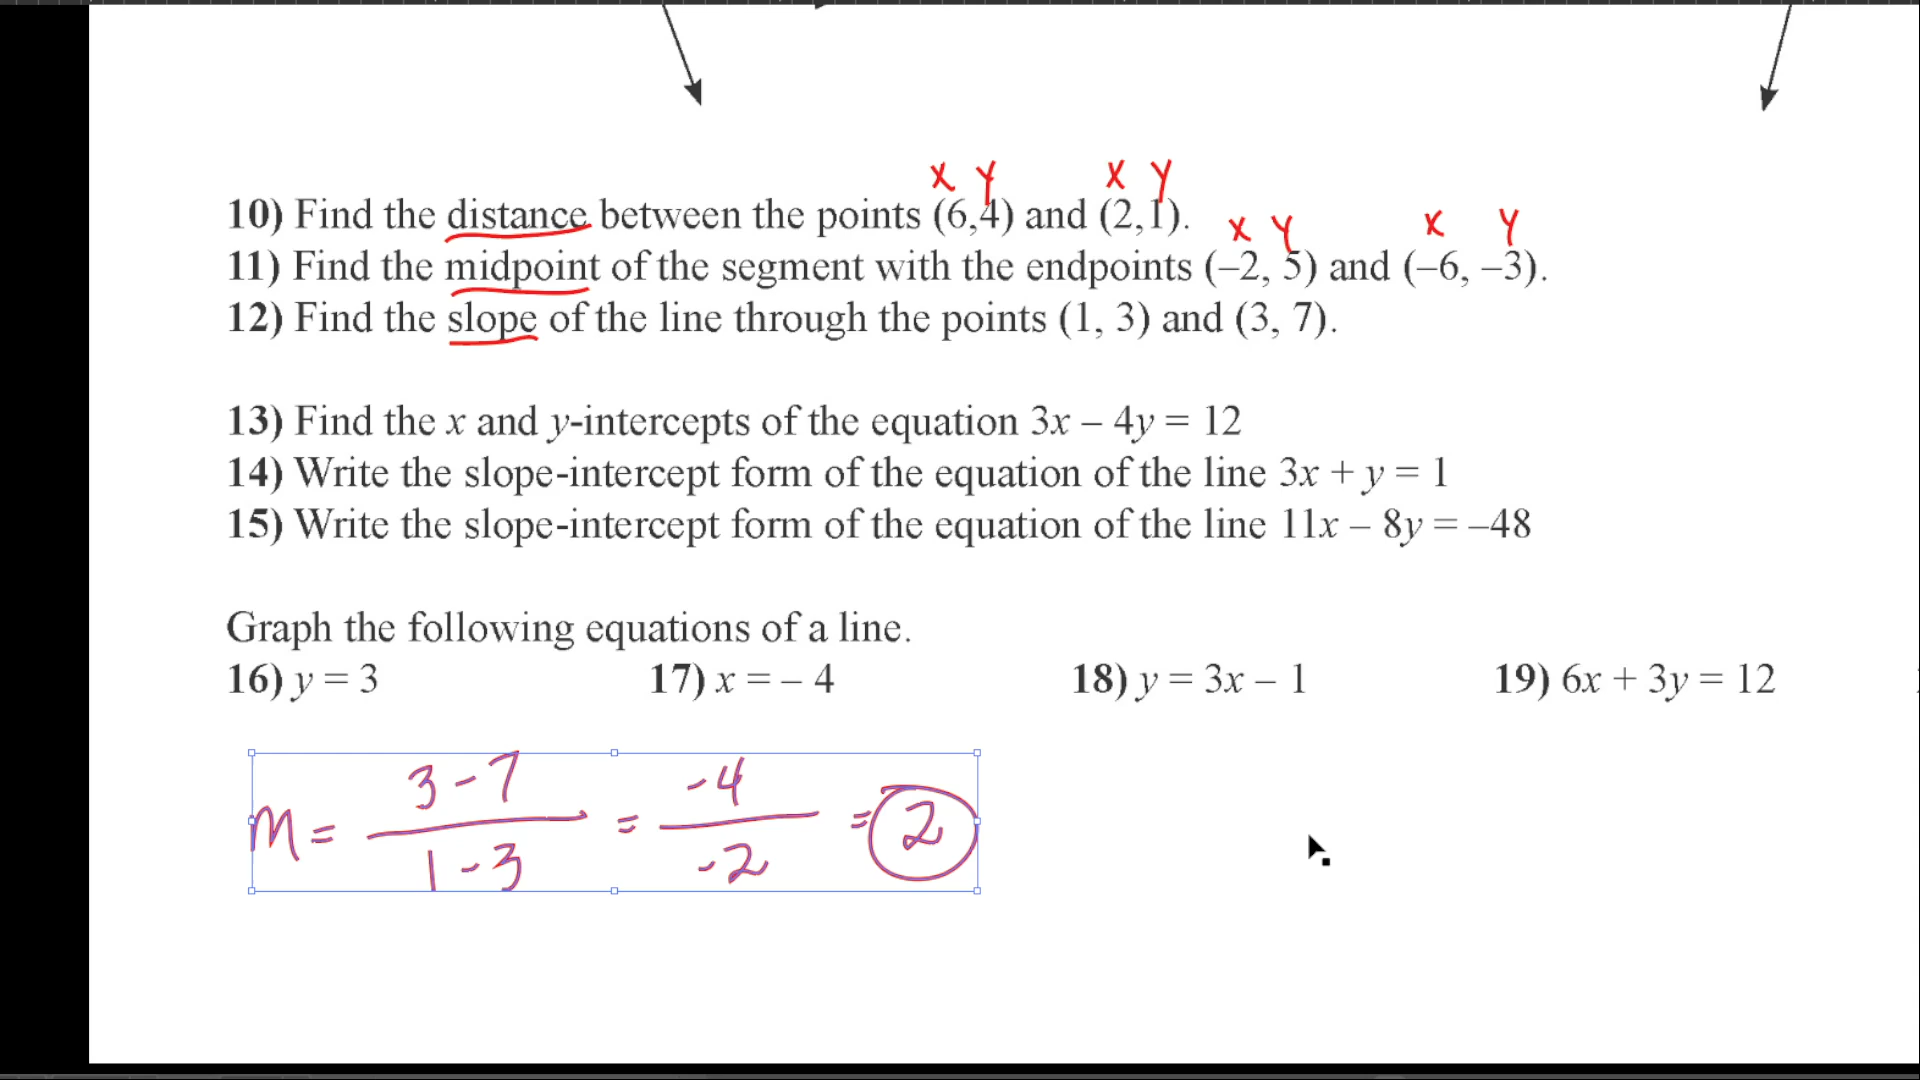 x y x y
10) Find the distance between the points (6,4) and (2,1).
x y x y
11) Find the midpoint of the segment with the endpoints (–2, 5) and (–6, –3).
12) Find the slope of the line through the points (1, 3) and (3, 7).
13) Find the x and y-intercepts of the equation 3x – 4y = 12
14) Write the slope-intercept form of the equation of the line 3x + y = 1
15) Write the slope-intercept form of the equation of the line 11x – 8y = –48
Graph the following equations of a line.
16) y = 3 17) x = – 4 18) y = 3x – 1 19) 6x + 3y = 12
3-7 -4
M= = =2
1-3 -2